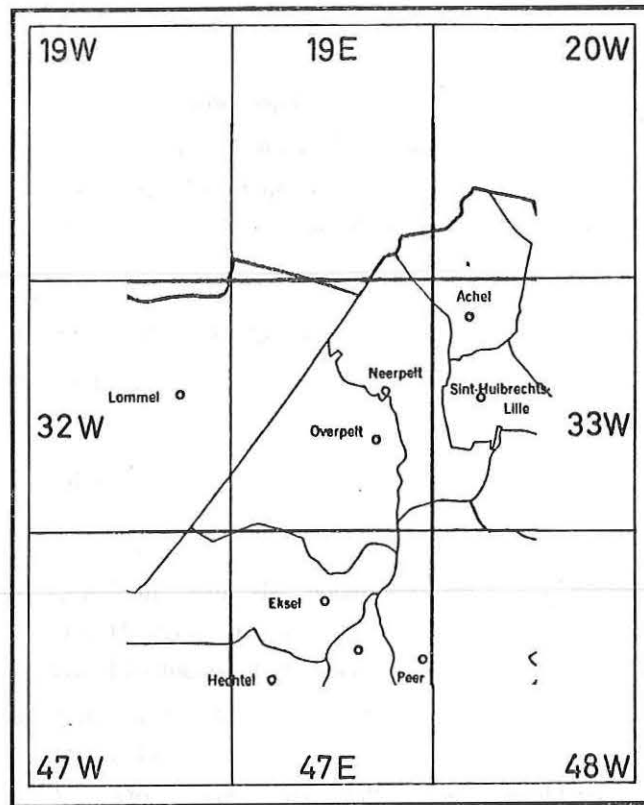 19W 19E 20W
Achel
Neerpelt
Lommel
Sint-Huibrechts-
Lille
32W 33W
Overpelt
Eksel
Hechtel Peer
47W 47E 48W